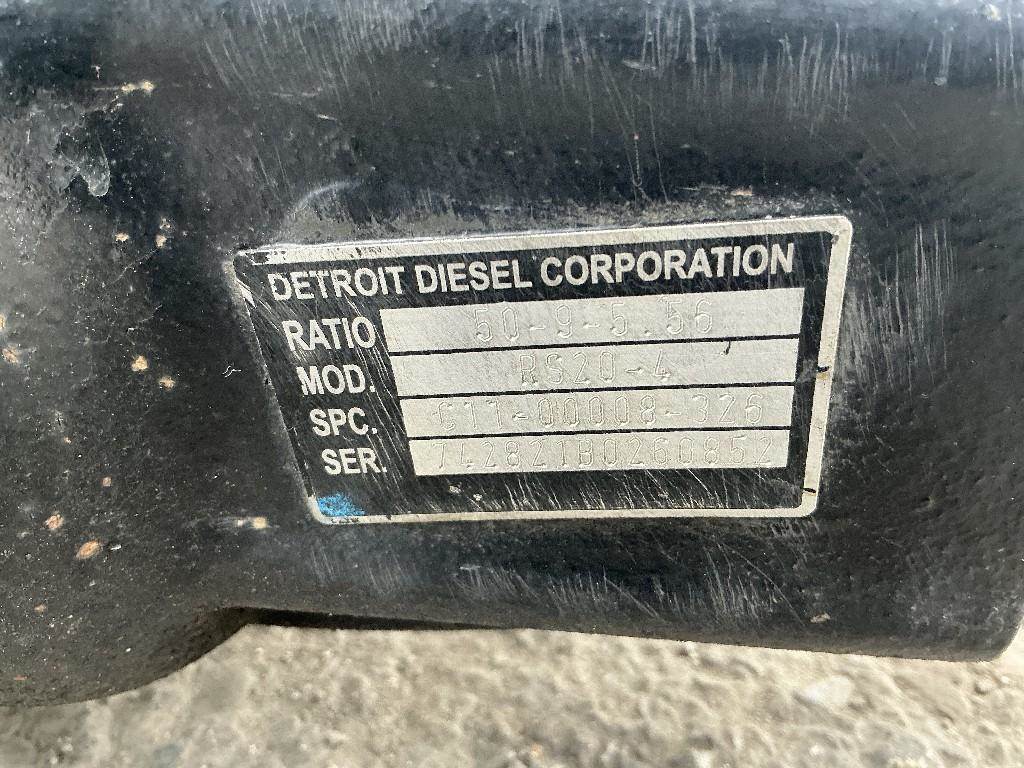 DETROIT DIESEL CORPORATION
RATIO 50-9-5.56
MOD. RS20-4
SPC. C11-00008-326
SER. 742821B0260852